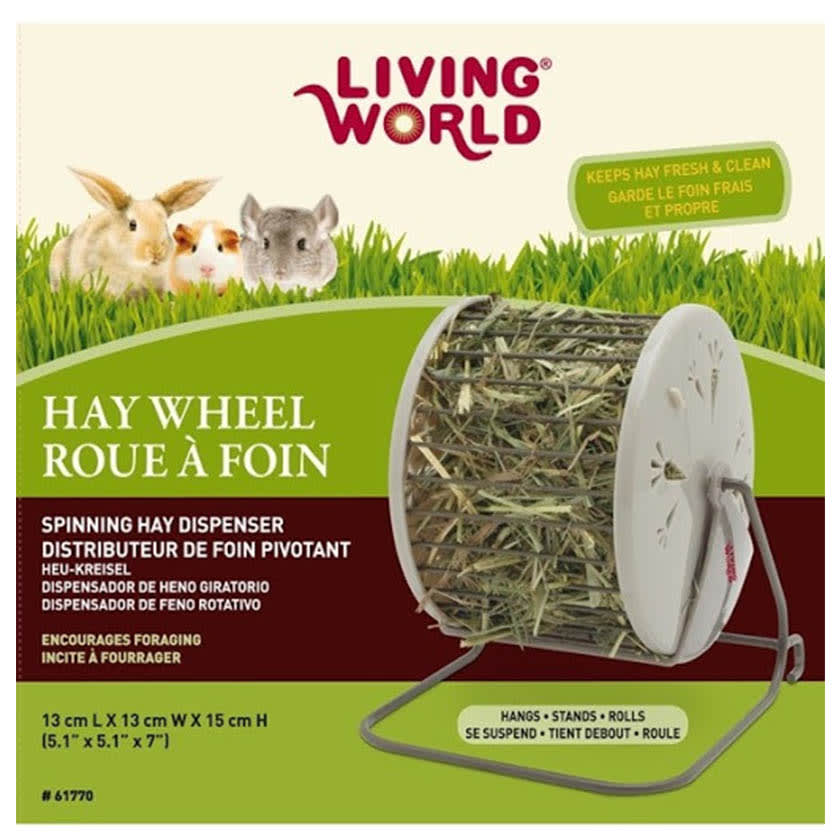 LIVING®
WORLD
KEEPS HAY FRESH & CLEAN
GARDE LE FOIN FRAIS
ET PROPRE
HAY WHEEL
ROUE À FOIN
SPINNING HAY DISPENSER
DISTRIBUTEUR DE FOIN PIVOTANT
HEU-KREISEL
DISPENSADOR DE HENO GIRATORIO
DISPENSADOR DE FENO ROTATIVO
ENCOURAGES FORAGING
INCITE À FOURRAGER
13 cm L X 13 cm W X 15 cm H
(5.1” x 5.1” x 7”)
HANGS • STANDS • ROLLS
SE SUSPEND • TIENT DEBOUT • ROULE
# 61770